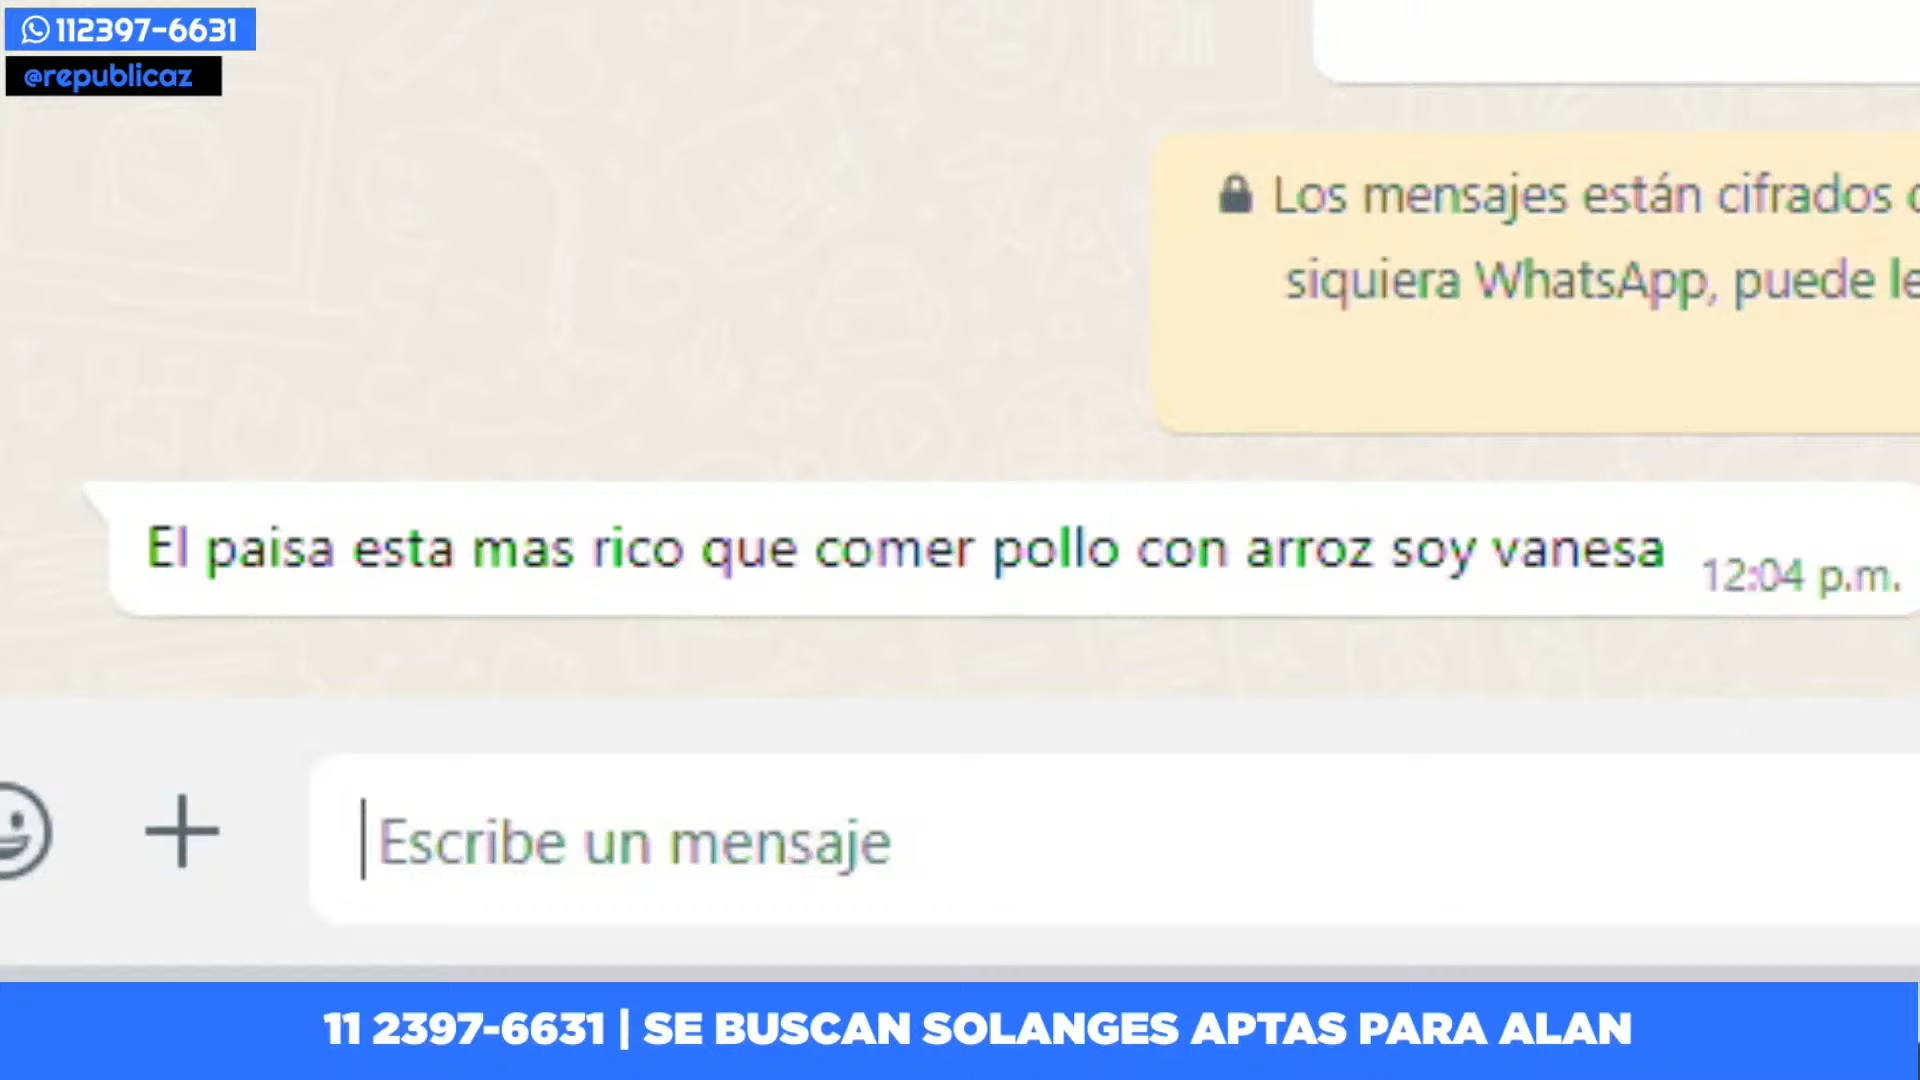 112397-6631
@republicaz
Los mensajes están cifrados
siquiera WhatsApp, puede
El paisa esta mas rico que comer pollo con arroz soy vanesa
12:04 p.m.
Escribe un mensaje
11 2397-6631 | SE BUSCAN SOLANGES APTAS PARA ALAN